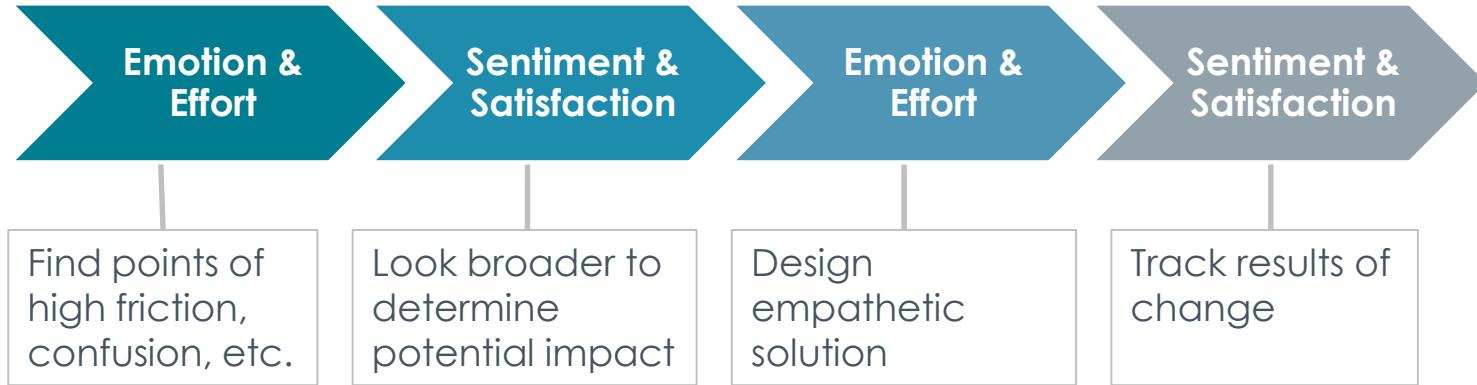 Emotion &
Effort
Sentiment &
Satisfaction
Emotion &
Effort
Sentiment &
Satisfaction
Find points of
high friction,
confusion, etc.
Look broader to
determine
potential impact
Design
empathetic
solution
Track results of
change